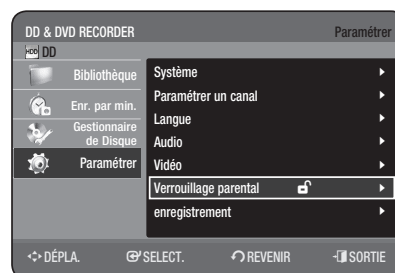 DD & DVD RECORDER
Paramétrer
HDD DD
Bibliothèque
Enr. par min.
Gestionnaire
de Disque
Paramétrer
Système
Paramétrer un canal
Langue
Audio
Vidéo
Verrouillage parental
enregistrement
DÉPLA. SELECT. REVENIR SORTIE